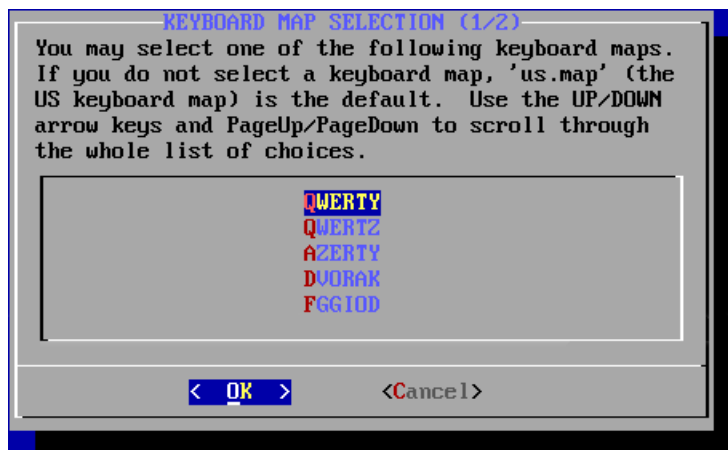 KEYBOARD MAP SELECTION (1/2)
You may select one of the following keyboard maps.
If you do not select a keyboard map, 'us.map' (the
US keyboard map) is the default.  Use the UP/DOWN
arrow keys and PageUp/PageDown to scroll through
the whole list of choices.
QWERTY
QWERTZ
AZERTY
DVORAK
FGGIOD
< OK > <Cancel>